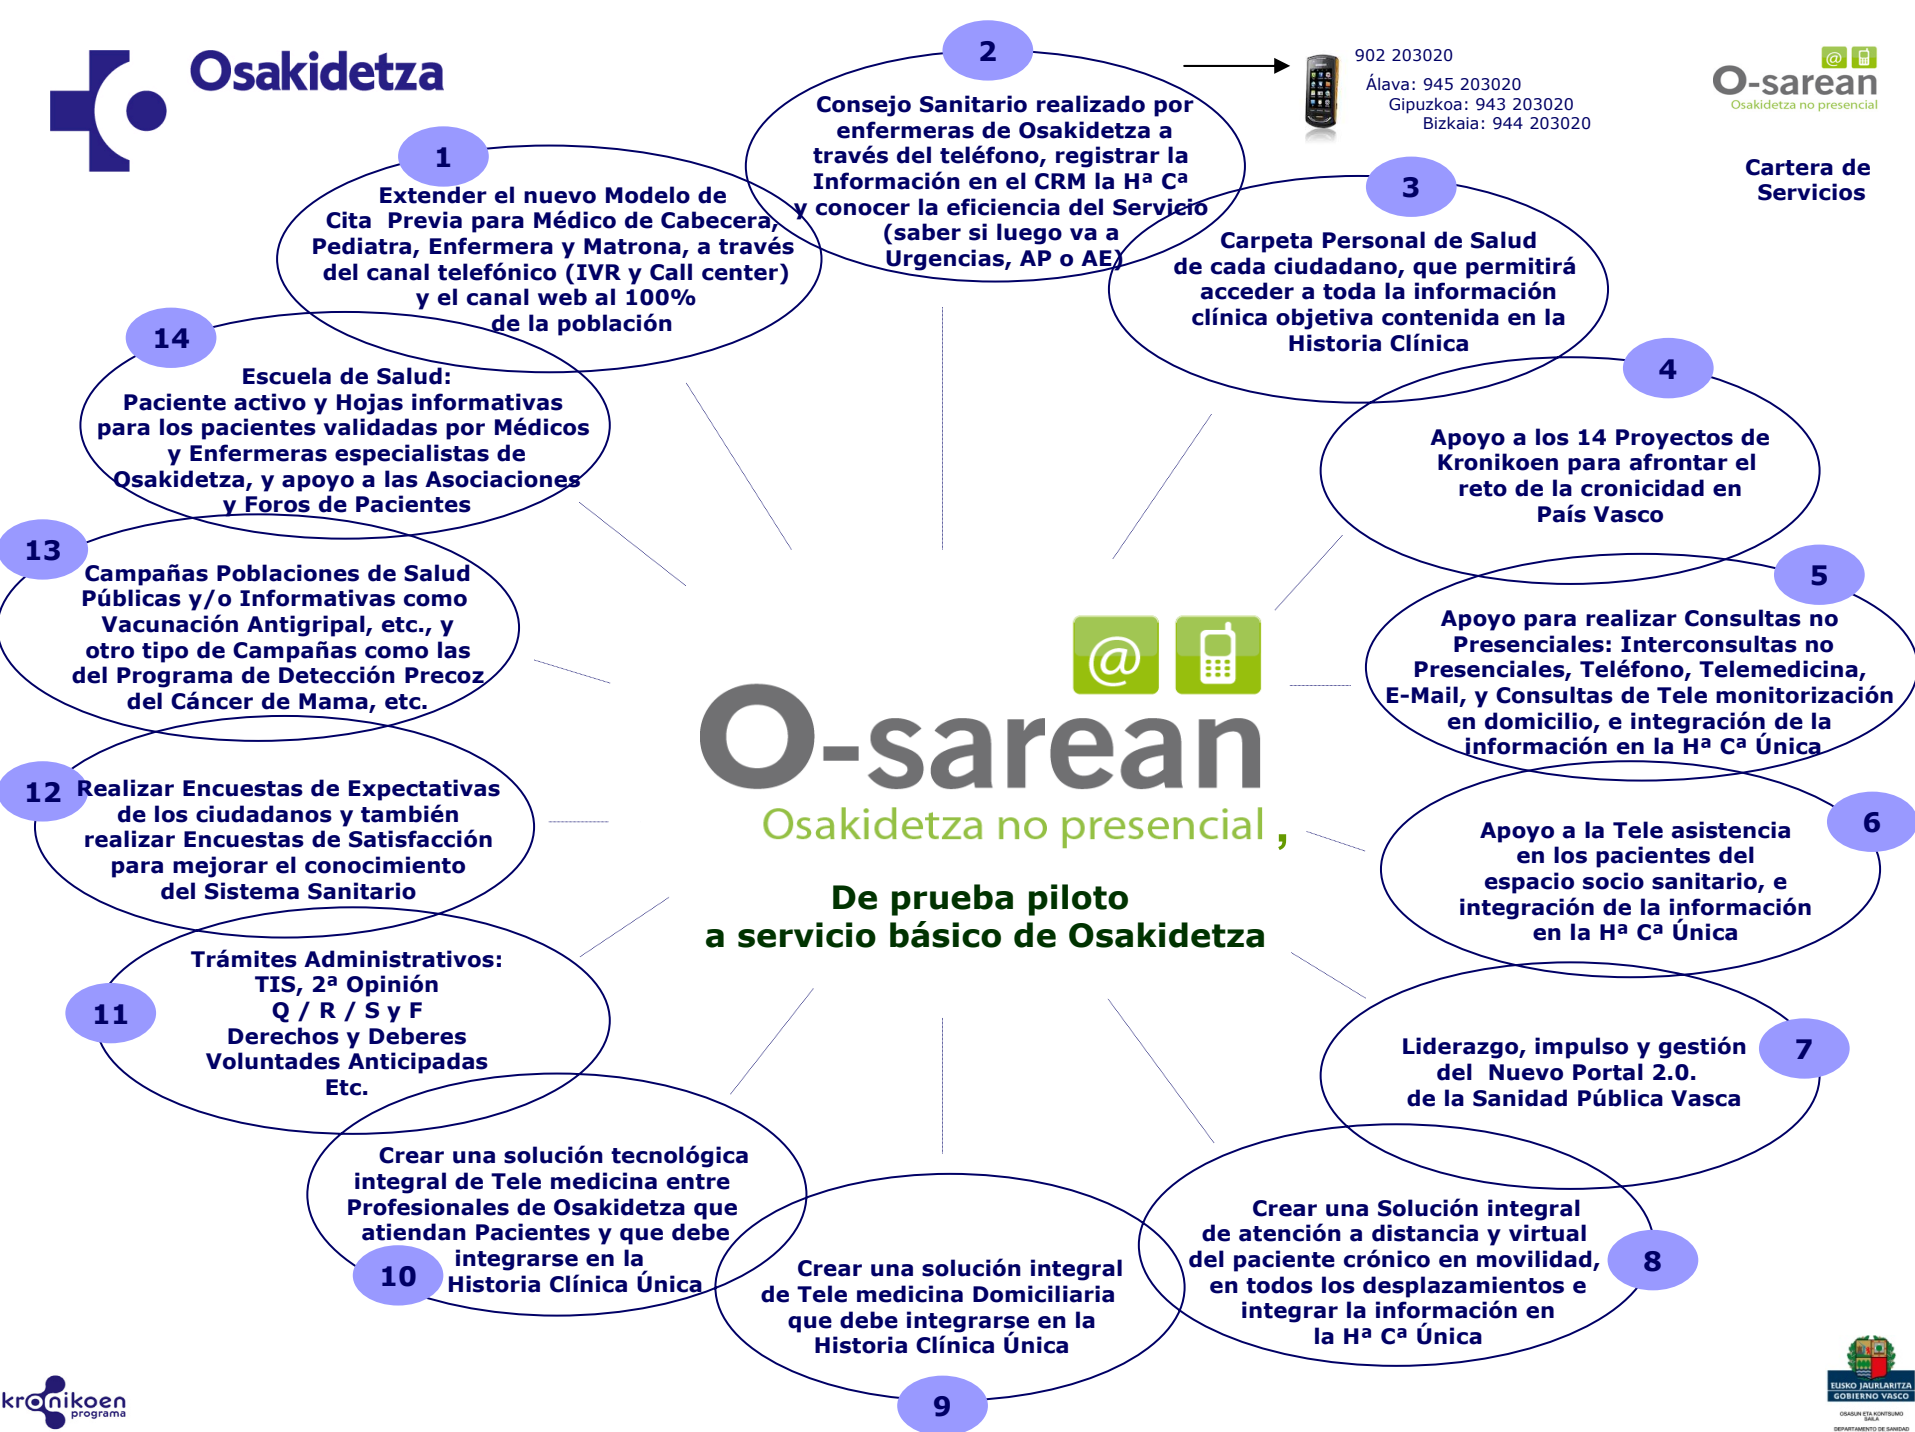 Osakidetza
902 203020
Álava: 945 203020
Gipuzkoa: 943 203020
Bizkaia: 944 203020
@
O-sarean
Osakidetza no presencial
Cartera de
Servicios
1
Extender el nuevo Modelo de
Cita Previa para Médico de Cabecera,
Pediatra, Enfermera y Matrona, a través
del canal telefónico (IVR y Call center)
y el canal web al 100%
de la población
2
Consejo Sanitario realizado por
enfermeras de Osakidetza a
través del teléfono, registrar la
Información en el CRM la Hª Cª
y conocer la eficiencia del Servicio
(saber si luego va a
Urgencias, AP o AE)
3
Carpeta Personal de Salud
de cada ciudadano, que permitirá
acceder a toda la información
clínica objetiva contenida en la
Historia Clínica
4
Apoyo a los 14 Proyectos de
Kronikoen para afrontar el
reto de la cronicidad en
País Vasco
5
Apoyo para realizar Consultas no
Presenciales: Interconsultas no
Presenciales, Teléfono, Telemedicina,
E-Mail, y Consultas de Tele monitorización
en domicilio, e integración de la
información en la Hª Cª Única
6
Apoyo a la Tele asistencia
en los pacientes del
espacio socio sanitario, e
integración de la información
en la Hª Cª Única
7
Liderazgo, impulso y gestión
del Nuevo Portal 2.0.
de la Sanidad Pública Vasca
8
Crear una Solución integral
de atención a distancia y virtual
del paciente crónico en movilidad,
en todos los desplazamientos e
integrar la información en
la Hª Cª Única
9
Crear una solución integral
de Tele medicina Domiciliaria
que debe integrarse en la
Historia Clínica Única
10
Crear una solución tecnológica
integral de Tele medicina entre
Profesionales de Osakidetza que
atiendan Pacientes y que debe
integrarse en la
Historia Clínica Única
11
Trámites Administrativos:
TIS, 2ª Opinión
Q / R / S y F
Derechos y Deberes
Voluntades Anticipadas
Etc.
12
Realizar Encuestas de Expectativas
de los ciudadanos y también
realizar Encuestas de Satisfacción
para mejorar el conocimiento
del Sistema Sanitario
13
Campañas Poblaciones de Salud
Públicas y/o Informativas como
Vacunación Antigripal, etc., y
otro tipo de Campañas como las
del Programa de Detección Precoz
del Cáncer de Mama, etc.
14
Escuela de Salud:
Paciente activo y Hojas informativas
para los pacientes validadas por Médicos
y Enfermeras especialistas de
Osakidetza, y apoyo a las Asociaciones
y Foros de Pacientes
@
O-sarean
Osakidetza no presencial ,
De prueba piloto
a servicio básico de Osakidetza
kronikoen
programa
EUSKO JAURLARITZA
GOBIERNO VASCO
OSASUN ETA KONTSUMO
SAILA
DEPARTAMENTO DE SANIDAD